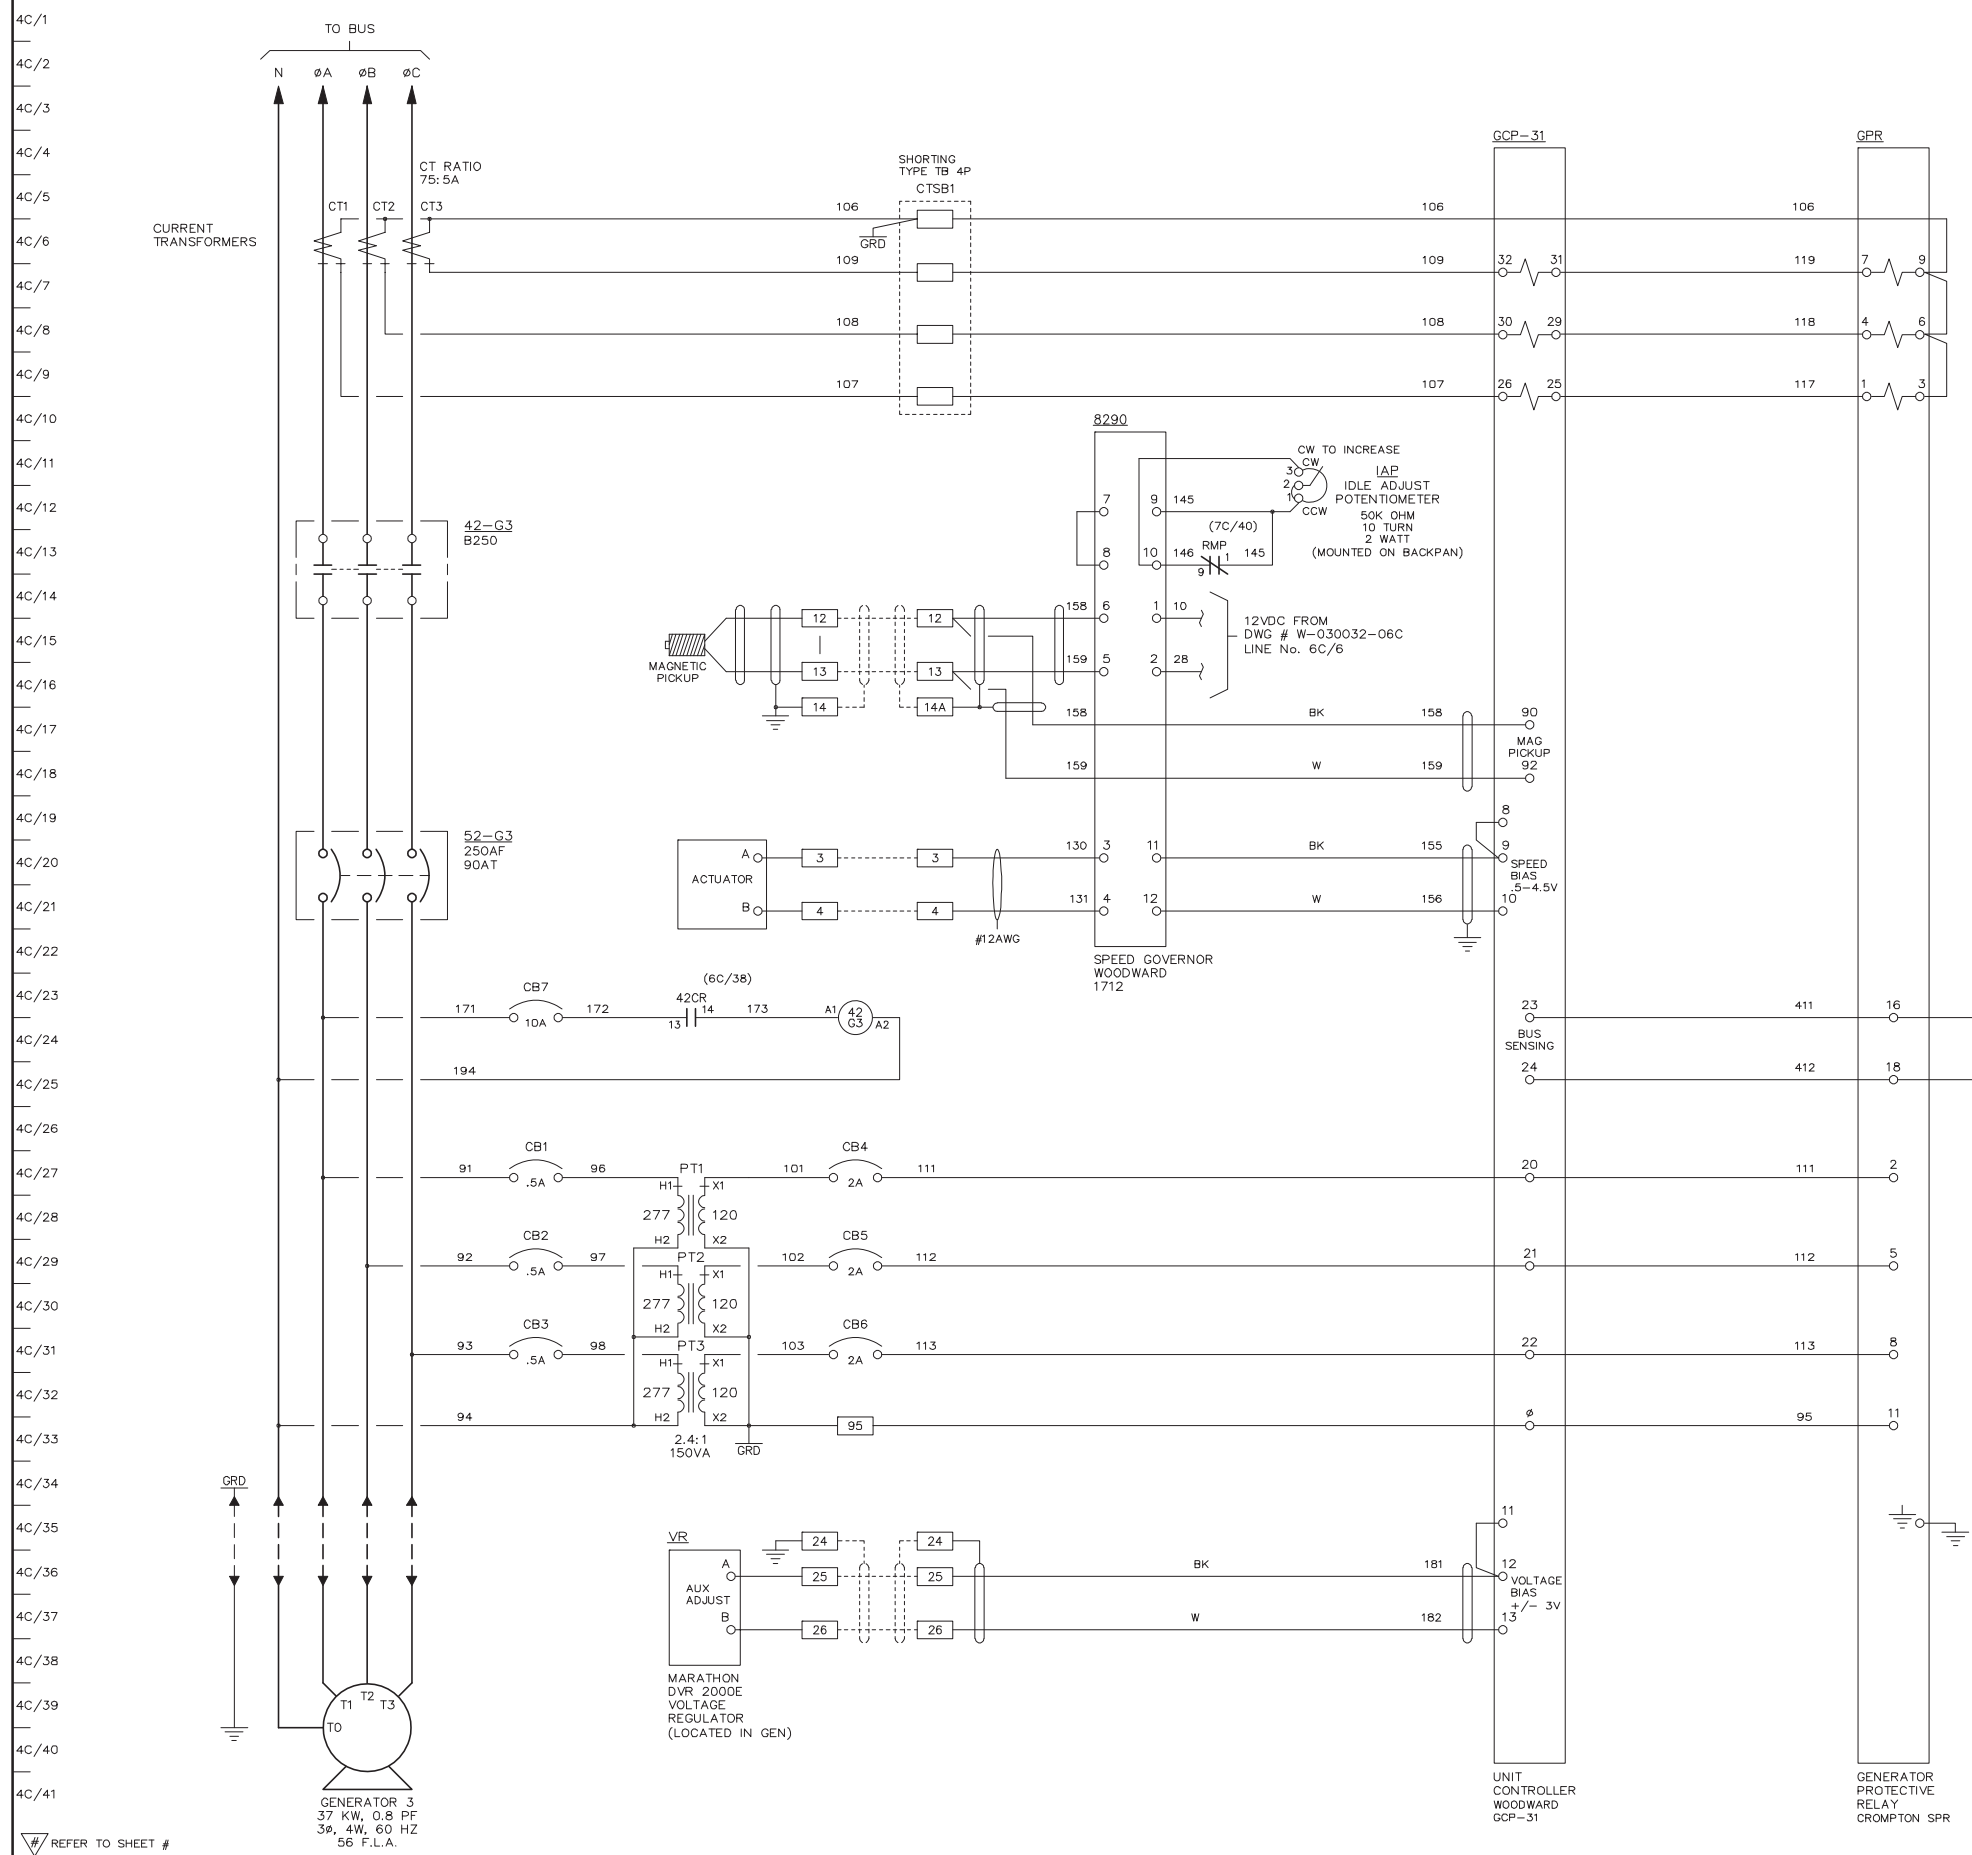 4C/1
4C/2
4C/3
4C/4
4C/5
4C/6
4C/7
4C/8
4C/9
4C/10
4C/11
4C/12
4C/13
4C/14
4C/15
4C/16
4C/17
4C/18
4C/19
4C/20
4C/21
4C/22
4C/23
4C/24
4C/25
4C/26
4C/27
4C/28
4C/29
4C/30
4C/31
4C/32
4C/33
4C/34
4C/35
4C/36
4C/37
4C/38
4C/39
4C/40
4C/41
# REFER TO SHEET #
TO BUS
N øA øB øC
CT RATIO
75:5A
CT1 CT2 CT3
CURRENT
TRANSFORMERS
SHORTING
TYPE TB 4P
CTSB1
GRD
106 106 106
109 109 32 31 119 7 9
108 108 30 29 118 4 6
107 107 26 25 117 1 3
GCP-31
GPR
42-G3
B250
8290
7 9 145
8 10 146
RMP
(7C/40)
9 1 145
CW TO INCREASE
CW
3
2
1
CCW
IAP
IDLE ADJUST
POTENTIOMETER
50K OHM
10 TURN
2 WATT
(MOUNTED ON BACKPAN)
MAGNETIC
PICKUP
12 12 158 6 1 10
13 13 159 5 2 28
14 14A
12VDC FROM
DWG # W-030032-06C
LINE No. 6C/6
158 BK 158 90
MAG
PICKUP
159 W 159 92
52-G3
250AF
90AT
ACTUATOR
A 3 3 130 3 11 BK 155 9
B 4 4 131 4 12 W 156 10
8
SPEED
BIAS
.5-4.5V
#12AWG
SPEED GOVERNOR
WOODWARD
1712
171 CB7 10A 172
42CR
(6C/38)
13 14 173
A1 42 G3 A2
194
23 411 16
BUS
SENSING
24 412 18
91 CB1 .5A 96 PT1 101 CB4 2A 111 20 111 2
H1 X1
277 120
H2 X2
92 CB2 .5A 97 PT2 102 CB5 2A 112 21 112 5
H1 X1
277 120
H2 X2
93 CB3 .5A 98 PT3 103 CB6 2A 113 22 113 8
H1 X1
277 120
H2 X2
94 95 ø 95 11
2.4:1
150VA
GRD
GRD
VR
AUX
ADJUST
24 24 11
A 25 25 BK 181 12
B 26 26 W 182 13
VOLTAGE
BIAS
+/- 3V
MARATHON
DVR 2000E
VOLTAGE
REGULATOR
(LOCATED IN GEN)
T1 T2 T3
T0
GENERATOR 3
37 KW, 0.8 PF
3ø, 4W, 60 HZ
56 F.L.A.
UNIT
CONTROLLER
WOODWARD
GCP-31
GENERATOR
PROTECTIVE
RELAY
CROMPTON SPR